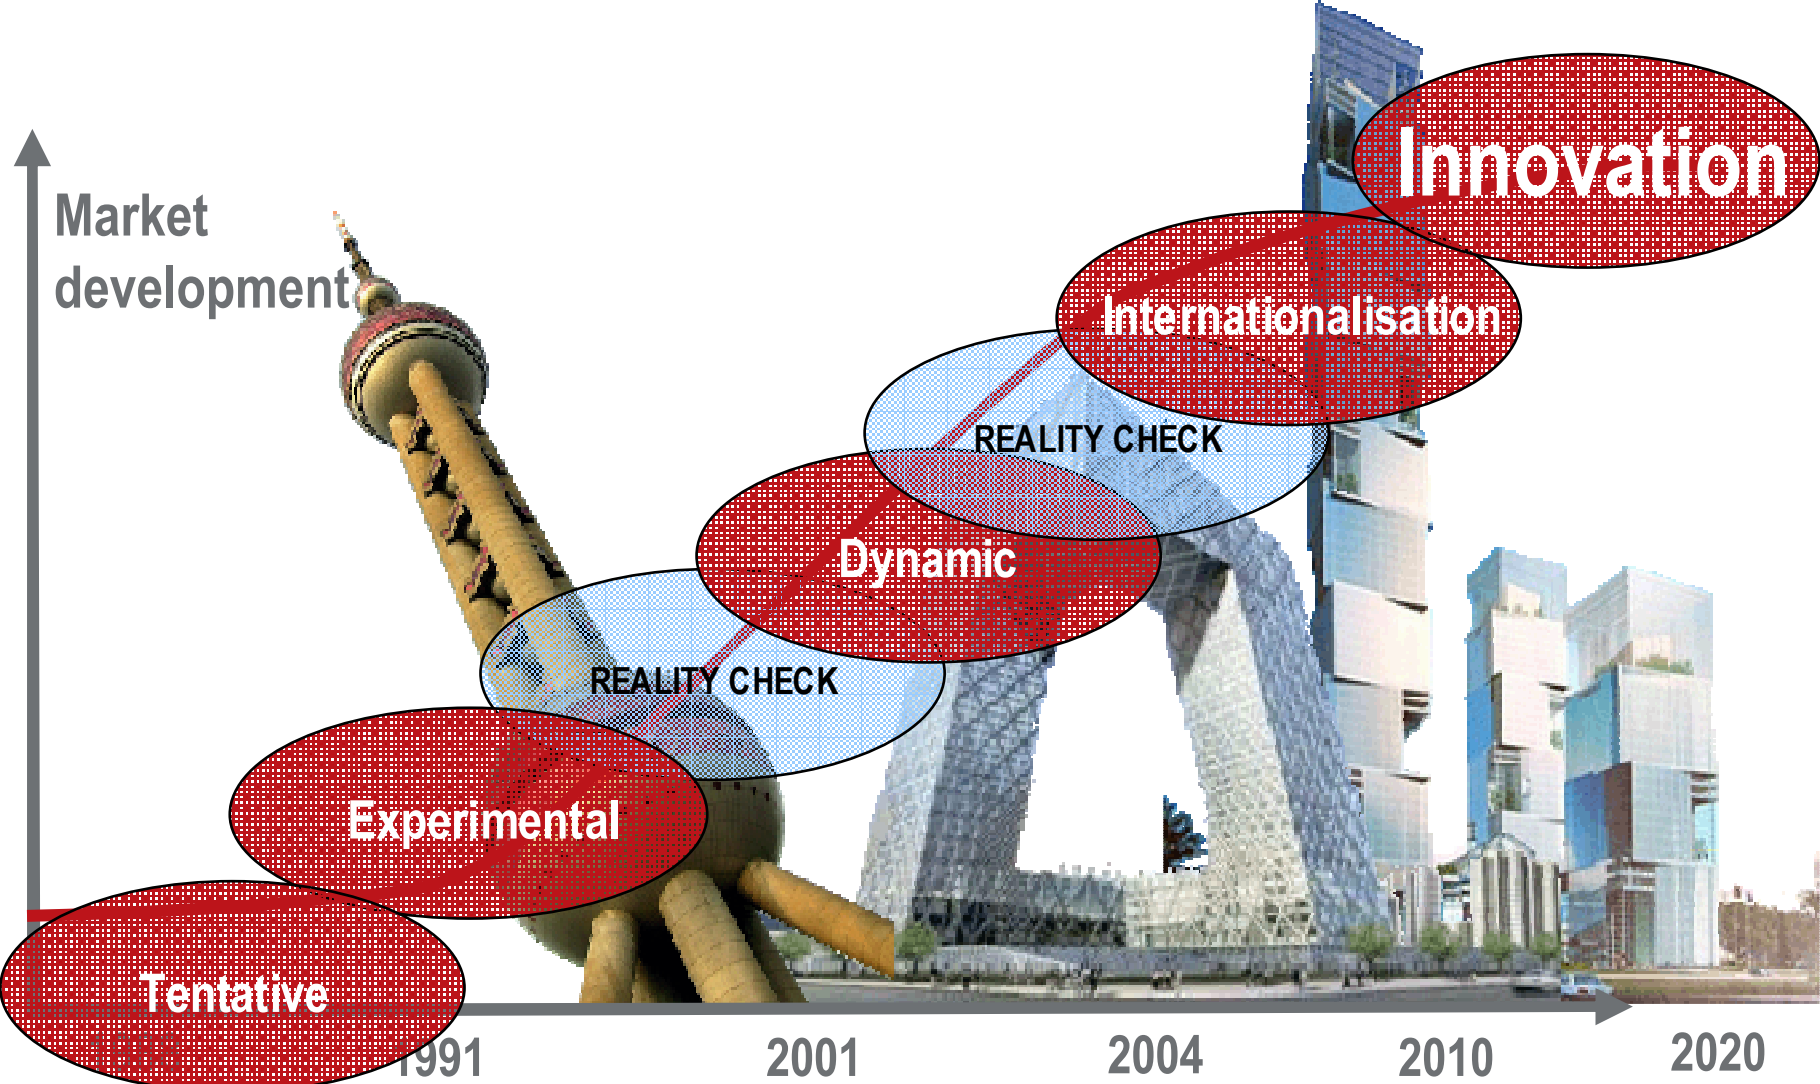 Innovation
Market
development
Internationalisation
REALITY CHECK
Dynamic
REALITY CHECK
Experimental
Tentative
1991
2001
2004
2010
2020